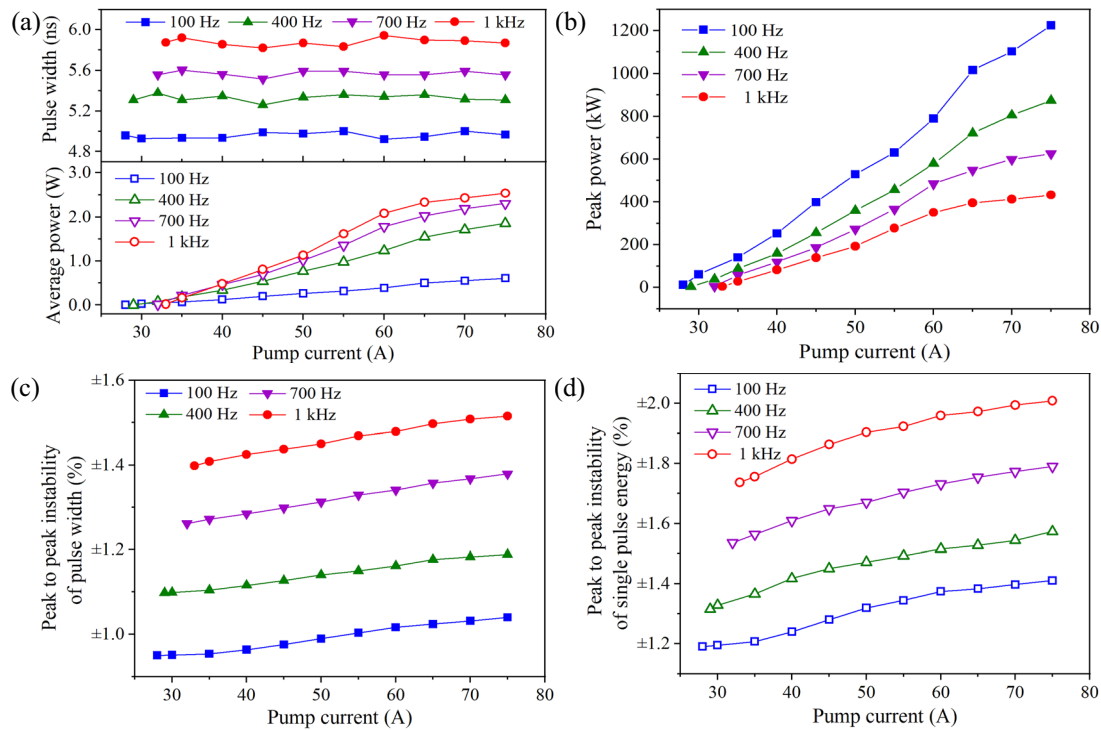 (a)
100 Hz 400 Hz 700 Hz 1 kHz
Pulse width (ns)
6.0
5.6
5.2
4.8
Average power (W)
3.0
2.0
1.0
0.0
100 Hz
400 Hz
700 Hz
1 kHz
30 40 50 60 70 80
Pump current (A)
(b)
Peak power (kW)
1200
1000
800
600
400
200
0
100 Hz
400 Hz
700 Hz
1 kHz
30 40 50 60 70 80
Pump current (A)
(c)
Peak to peak instability
of pulse width (%)
±1.6
±1.4
±1.2
±1.0
100 Hz 700 Hz
400 Hz 1 kHz
30 40 50 60 70 80
Pump current (A)
(d)
Peak to peak instability
of single pulse energy (%)
±2.0
±1.8
±1.6
±1.4
±1.2
100 Hz
400 Hz
700 Hz
1 kHz
30 40 50 60 70 80
Pump current (A)